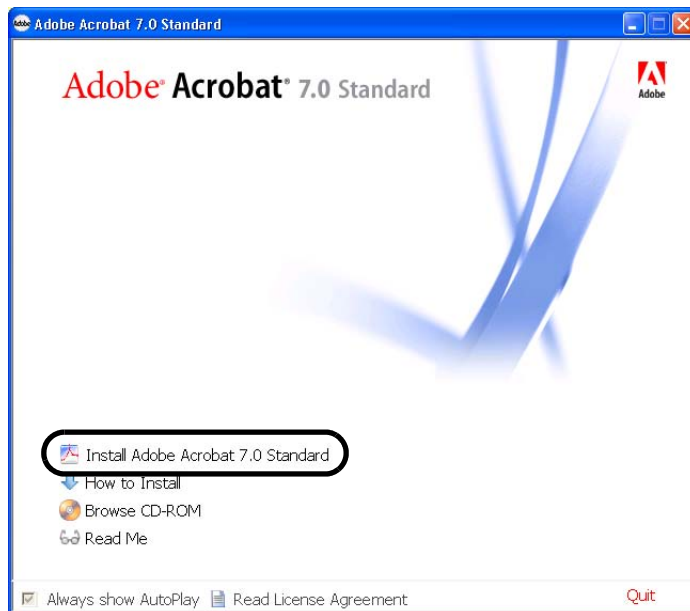 Adobe Acrobat 7.0 Standard
Adobe® Acrobat® 7.0 Standard
Adobe
Install Adobe Acrobat 7.0 Standard
How to Install
Browse CD-ROM
Read Me
Always show AutoPlay Read License Agreement Quit